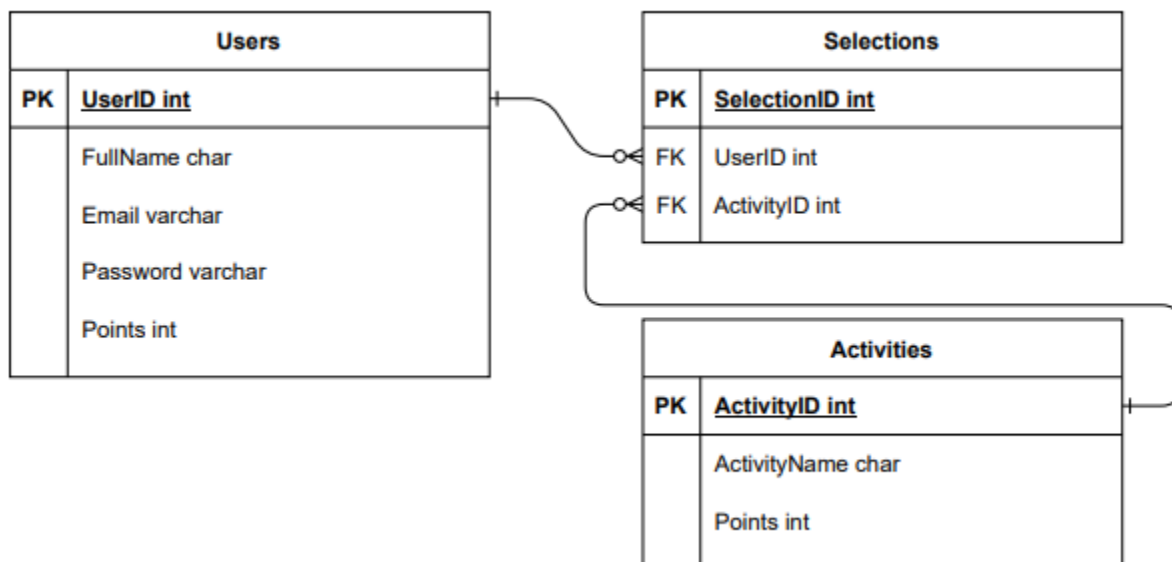 Users
PK UserID int
FullName char
Email varchar
Password varchar
Points int
Selections
PK SelectionID int
FK UserID int
FK ActivityID int
Activities
PK ActivityID int
ActivityName char
Points int